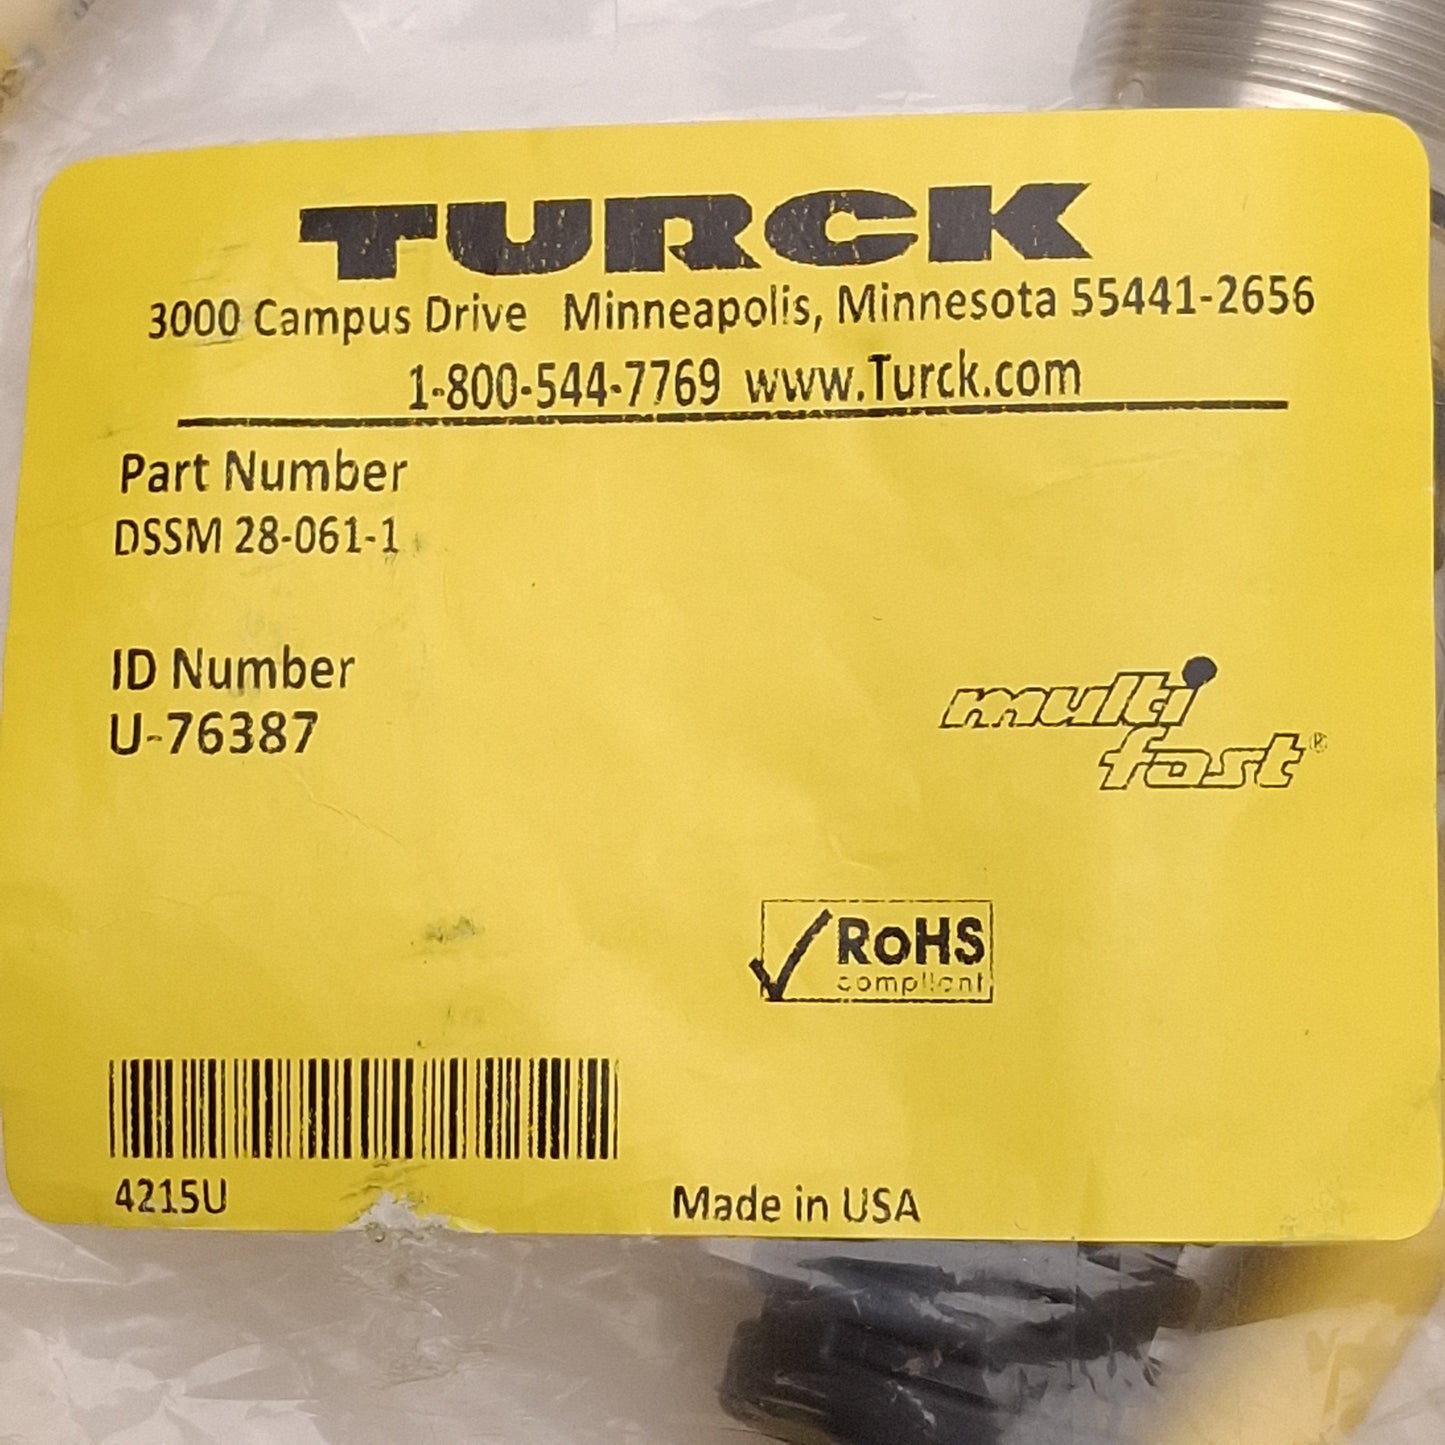 TURCK
3000 Campus Drive Minneapolis, Minnesota 55441-2656
1-800-544-7769 www.Turck.com
Part Number
DSSM 28-061-1
ID Number
U-76387
multi
fast®
RoHS
compliant
4215U
Made in USA